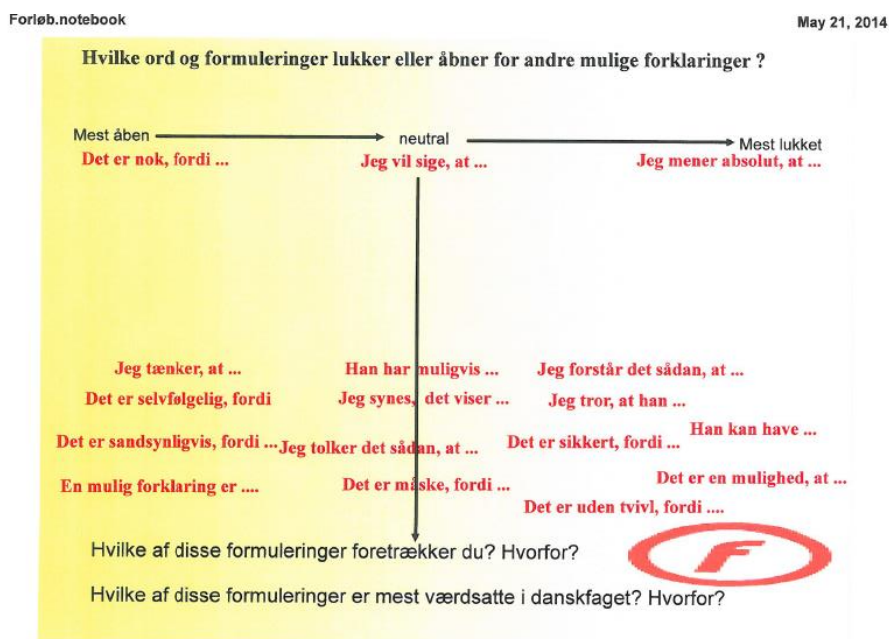 Forløb.notebook
May 21, 2014
Hvilke ord og formuleringer lukker eller åbner for andre mulige forklaringer ?
Mest åben neutral Mest lukket
Det er nok, fordi ... Jeg vil sige, at ... Jeg mener absolut, at ...
Jeg tænker, at ... Han har muligvis ... Jeg forstår det sådan, at ...
Det er selvfølgelig, fordi Jeg synes, det viser ... Jeg tror, at han ...
Han kan have ...
Det er sandsynligvis, fordi ... Jeg tolker det sådan, at ... Det er sikkert, fordi ...
En mulig forklaring er .... Det er måske, fordi ... Det er en mulighed, at ...
Det er uden tvivl, fordi ....
Hvilke af disse formuleringer foretrækker du? Hvorfor?
F
Hvilke af disse formuleringer er mest værdsatte i danskfaget? Hvorfor?